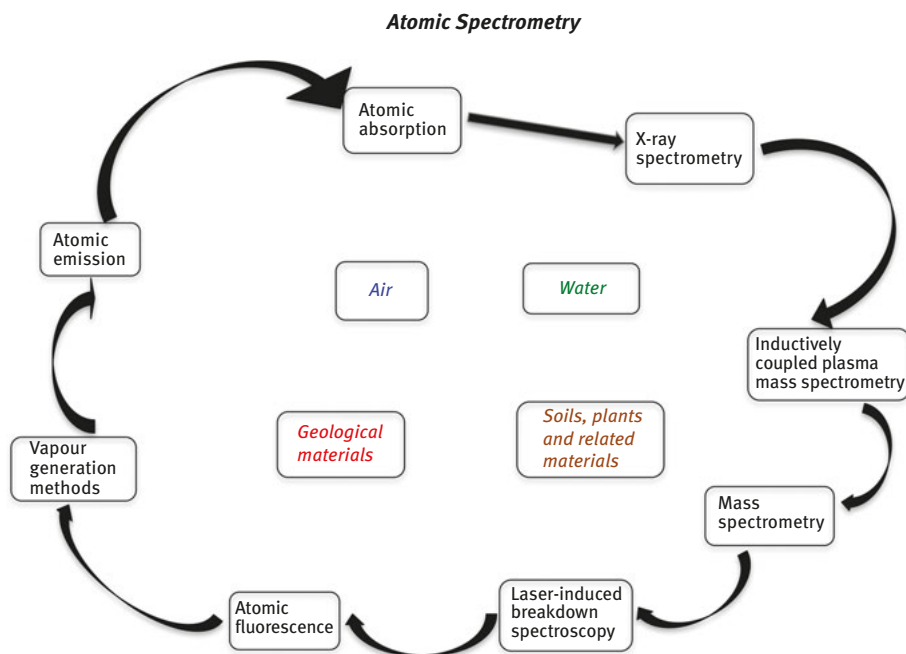 Atomic Spectrometry
Atomic
absorption
X-ray
spectrometry
Atomic
emission
Air
Water
Inductively
coupled plasma
mass spectrometry
Geological
materials
Soils, plants
and related
materials
Vapour
generation
methods
Mass
spectrometry
Atomic
fluorescence
Laser-induced
breakdown
spectroscopy